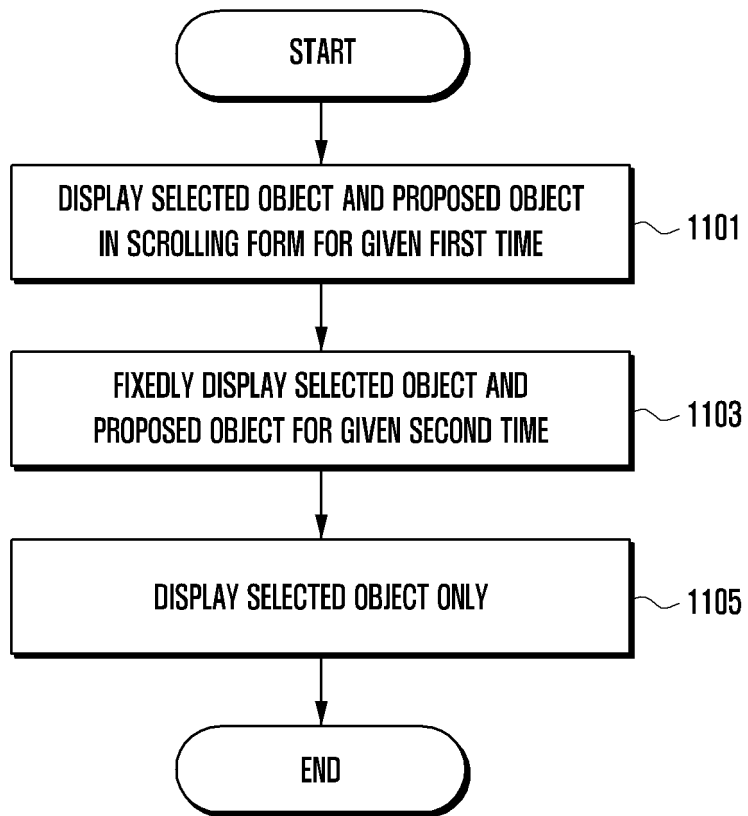 START
DISPLAY SELECTED OBJECT AND PROPOSED OBJECT
IN SCROLLING FORM FOR GIVEN FIRST TIME
1101
FIXEDLY DISPLAY SELECTED OBJECT AND
PROPOSED OBJECT FOR GIVEN SECOND TIME
1103
DISPLAY SELECTED OBJECT ONLY
1105
END